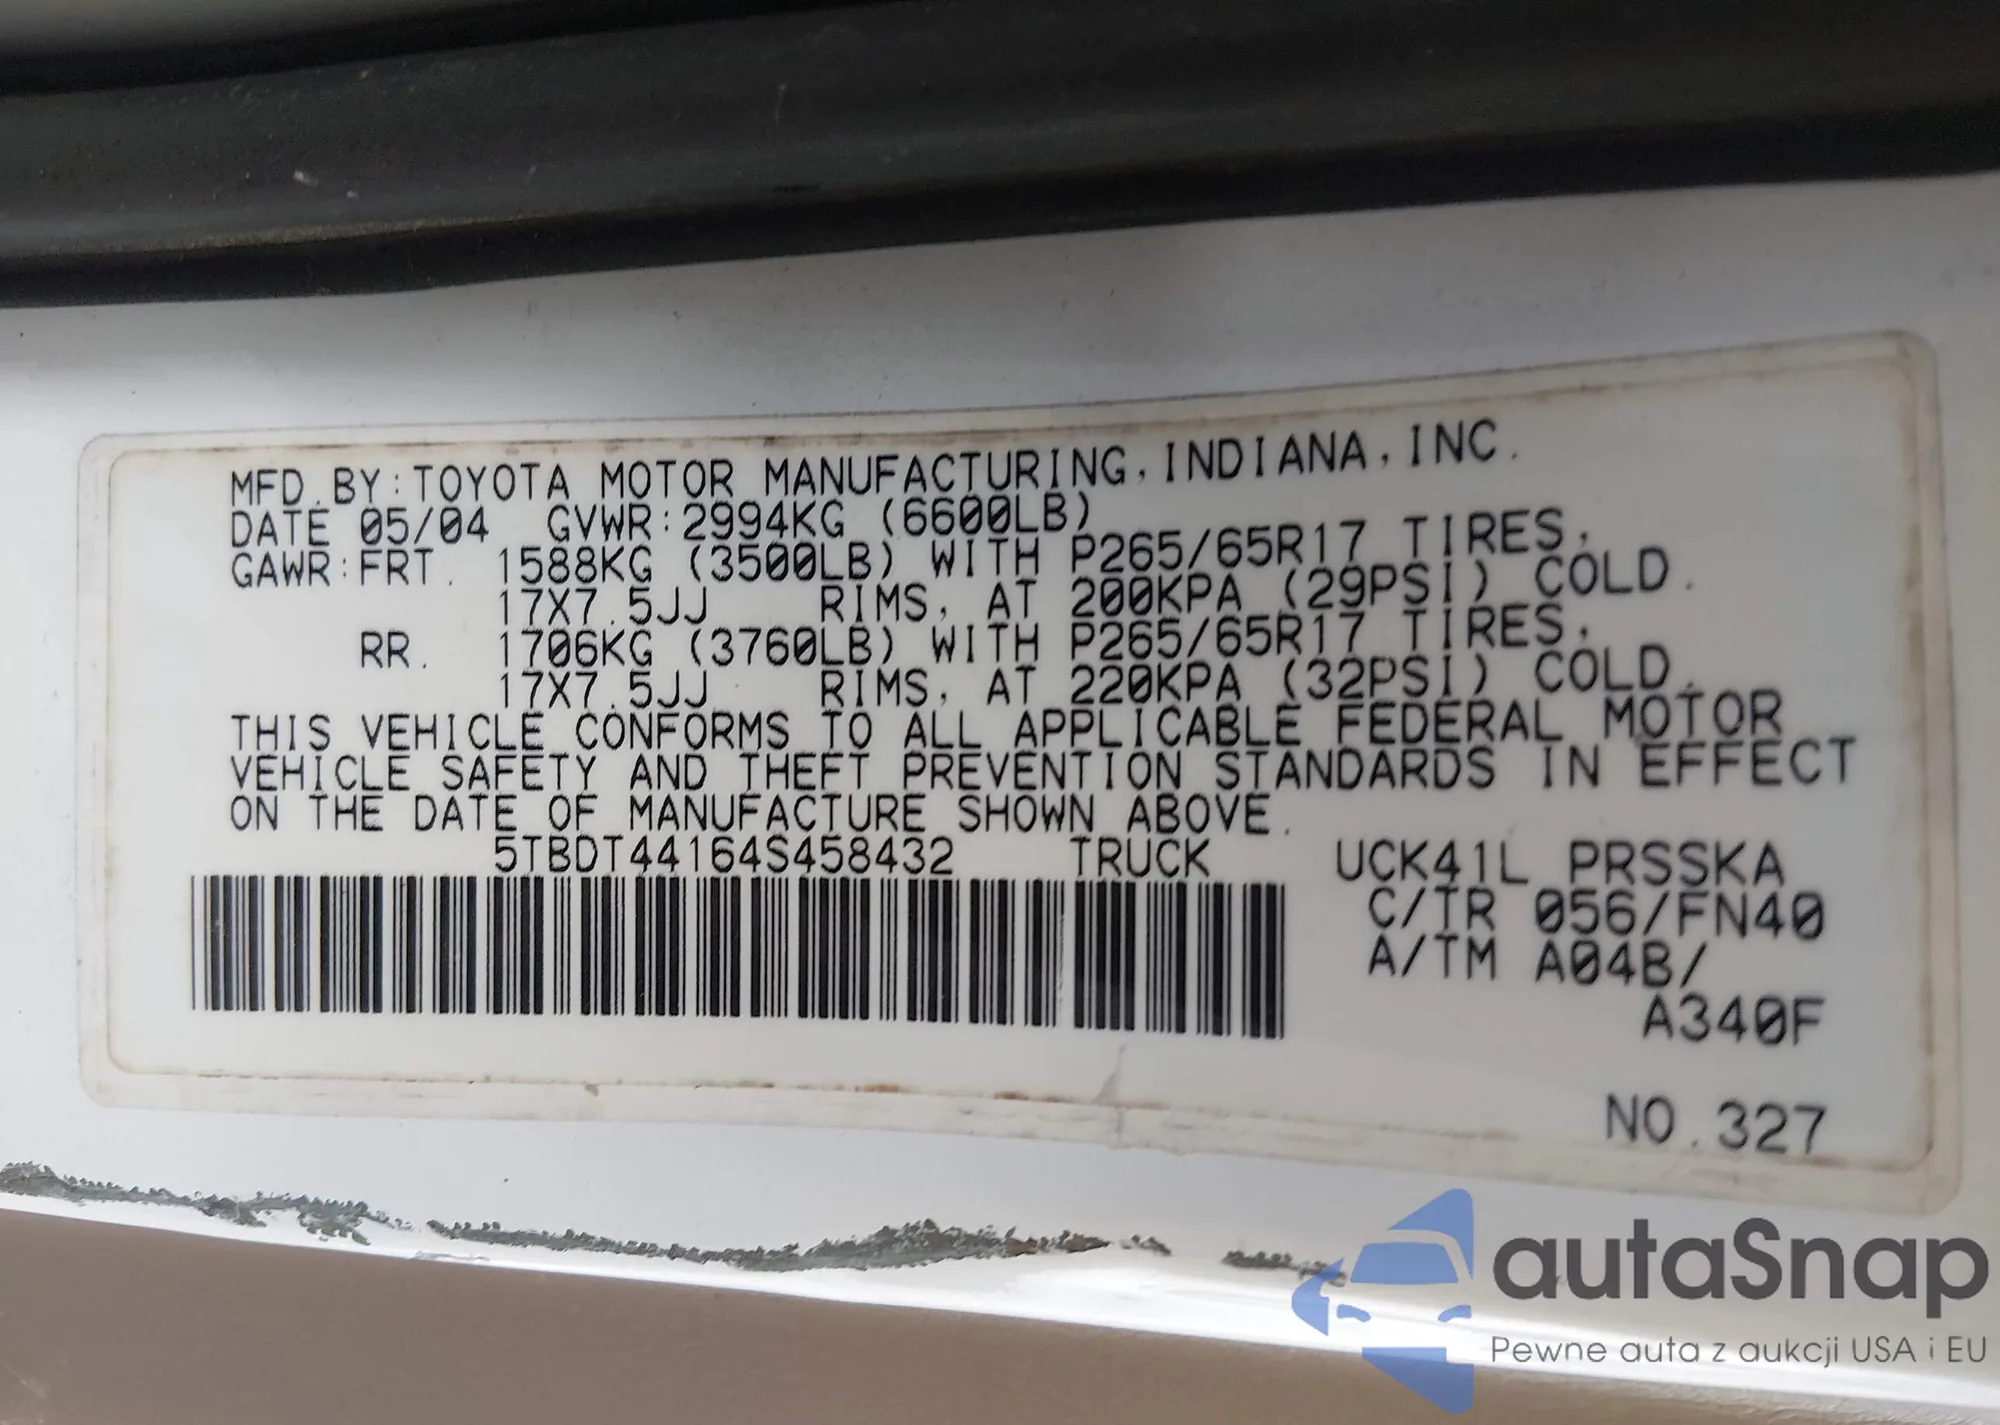 MFD.BY:TOYOTA MOTOR MANUFACTURING,INDIANA,INC.
DATE 05/04 GVWR:2994KG (6600LB)
GAWR:FRT. 1588KG (3500LB) WITH P265/65R17 TIRES,
17X7.5JJ RIMS, AT 200KPA (29PSI) COLD.
RR. 1706KG (3760LB) WITH P265/65R17 TIRES,
17X7.5JJ RIMS, AT 220KPA (32PSI) COLD.
THIS VEHICLE CONFORMS TO ALL APPLICABLE FEDERAL MOTOR
VEHICLE SAFETY AND THEFT PREVENTION STANDARDS IN EFFECT
ON THE DATE OF MANUFACTURE SHOWN ABOVE.
5TBDT44164S458432 TRUCK UCK41L PRSSKA
C/TR 056/FN40
A/TM A04B/
A340F
NO.327
autaSnap
Pewne auta z aukcji USA i EU